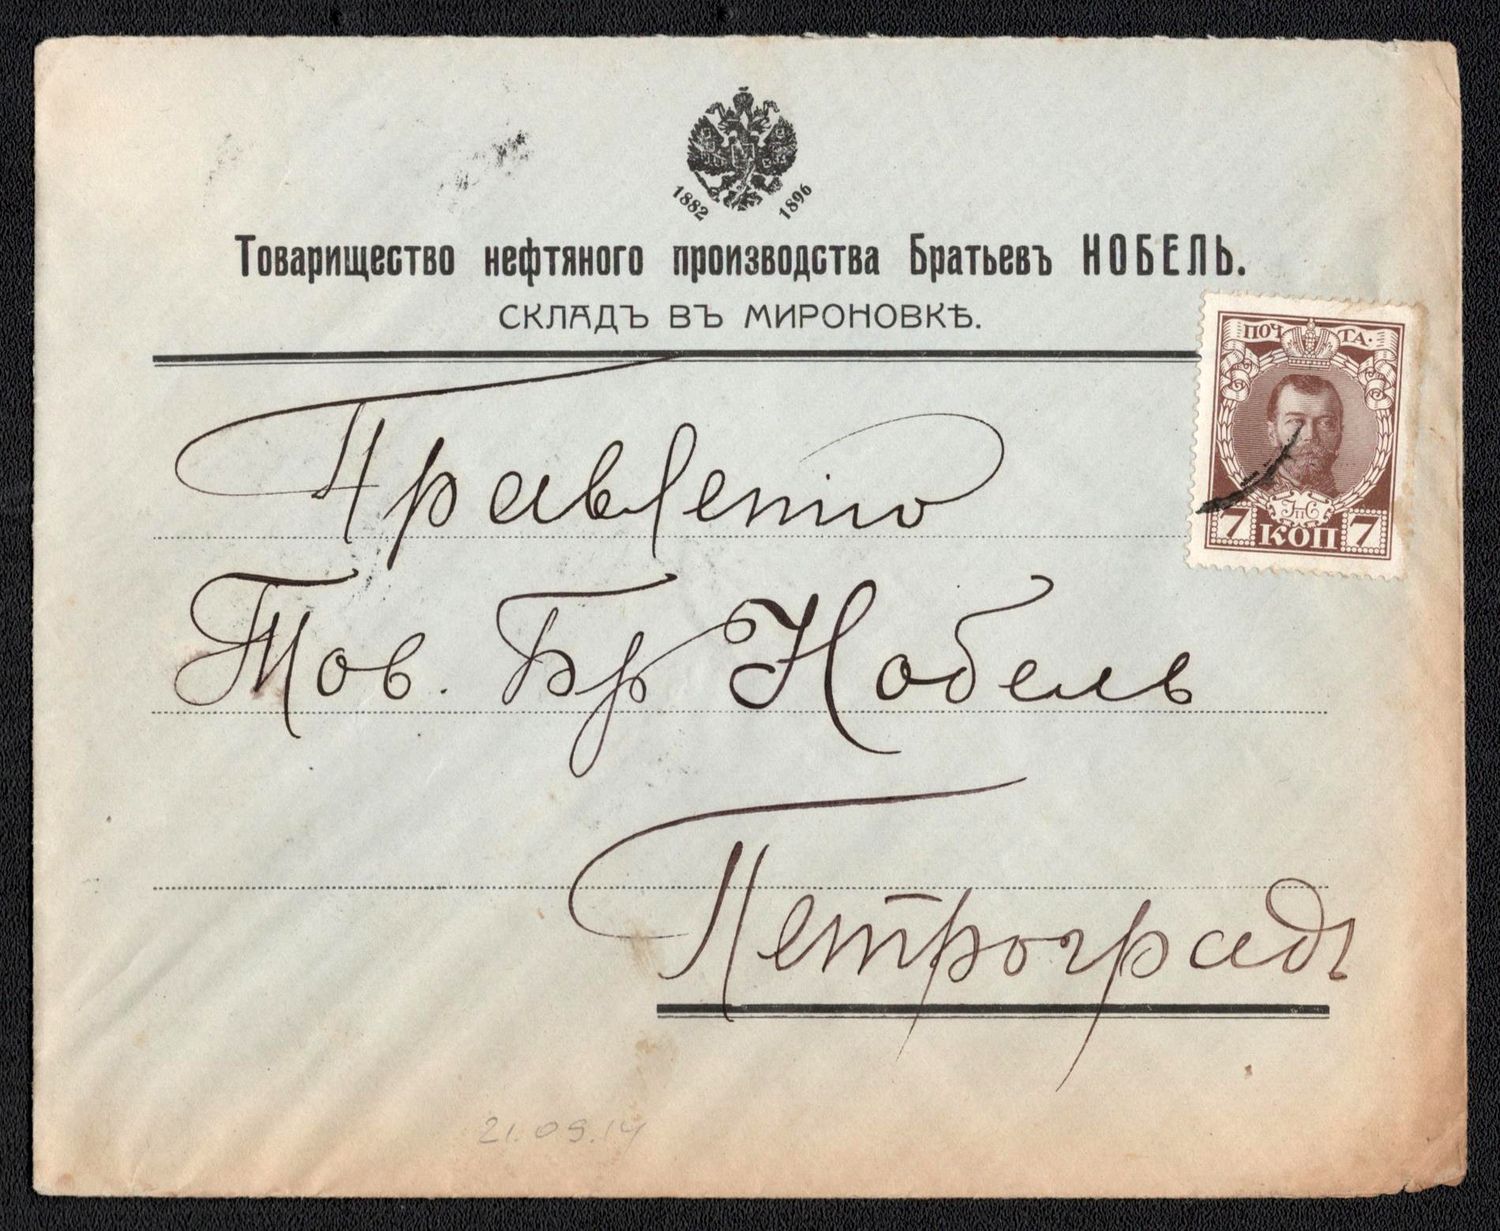 1882 1896
Товарищество нефтяного производства Братьевъ НОБЕЛЬ.
СКЛАДЪ ВЪ МИРОНОВКѢ.
ПОЧТА.
7 КОП 7
Правленію
Тов. Бр Нобель
Петроградъ
21.09.14